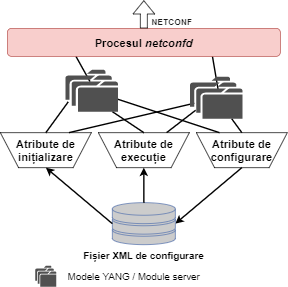 NETCONF
Procesul netconfd
Atribute de
inițializare
Atribute de
execuție
Atribute de
configurare
Fișier XML de configurare
Modele YANG / Module server